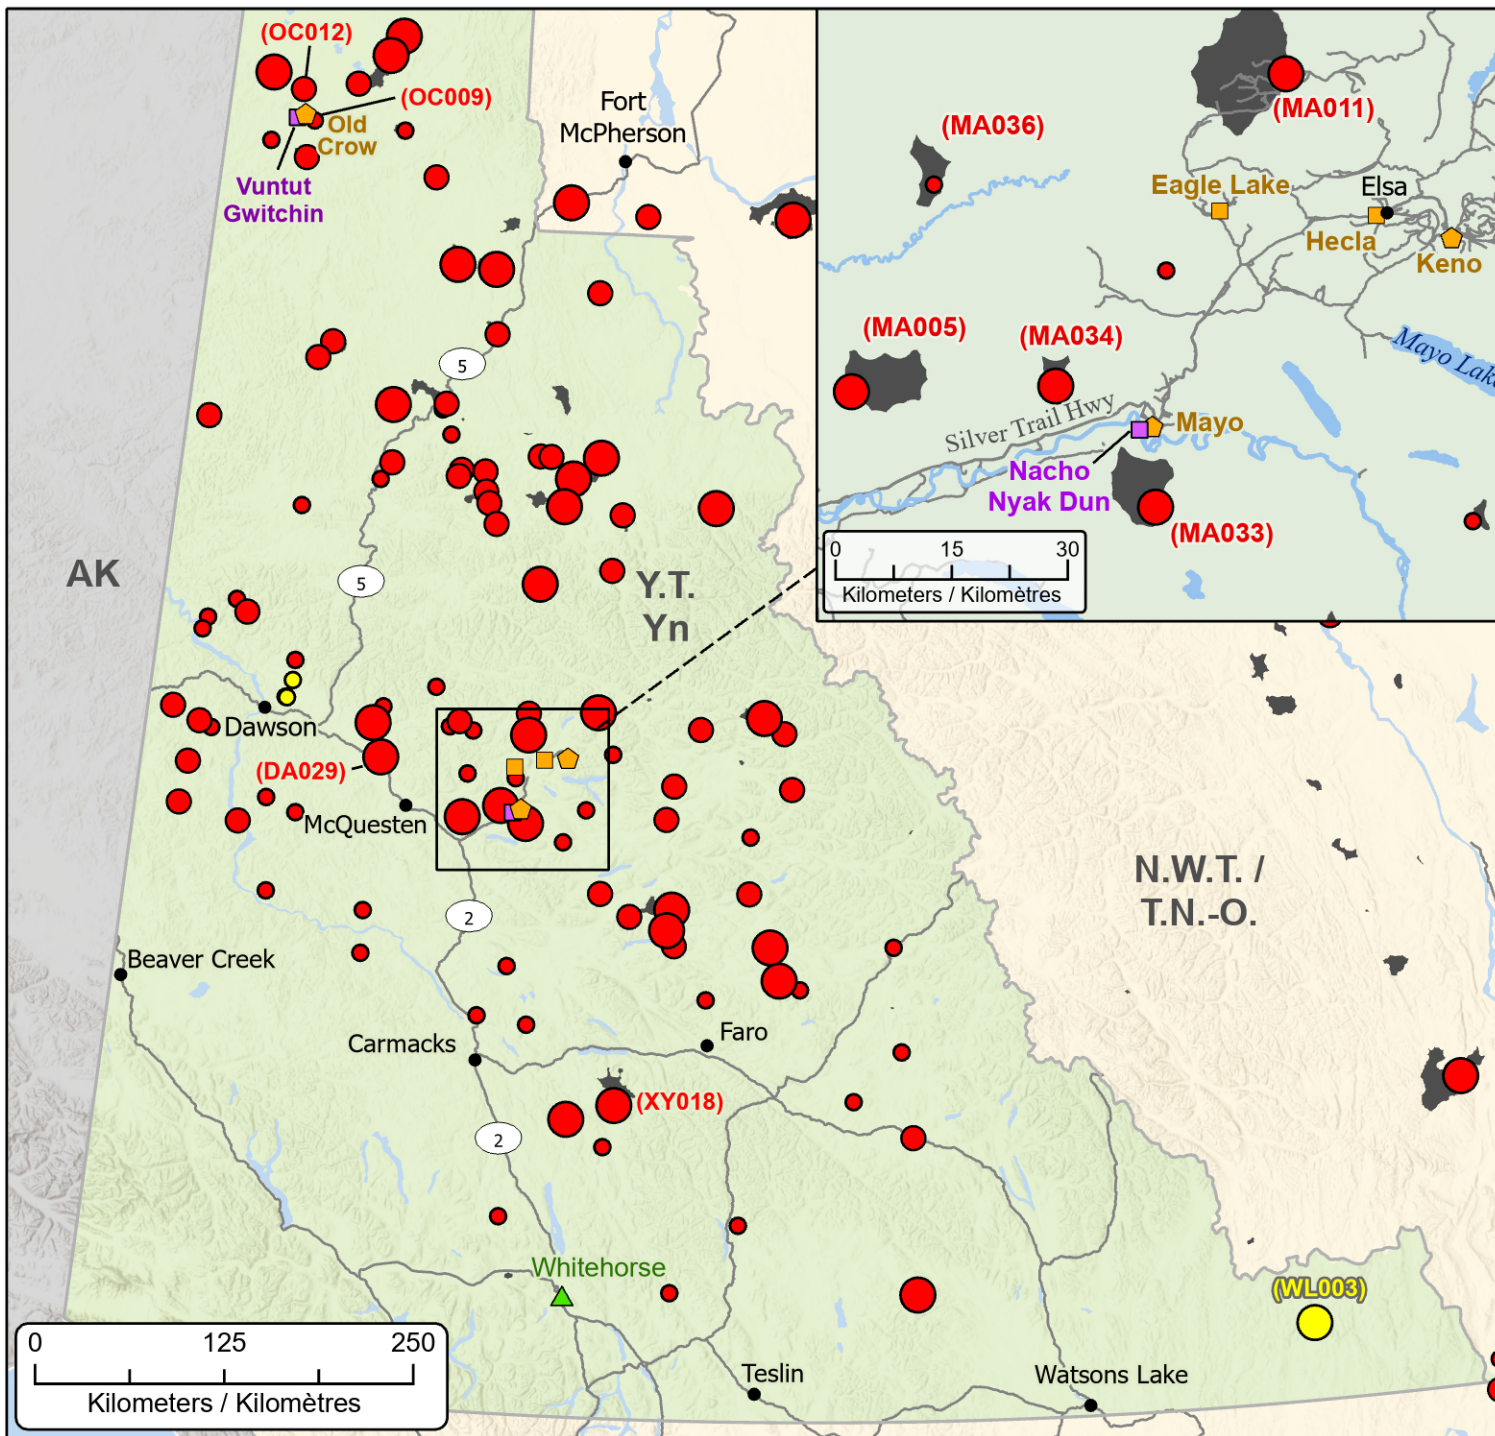 (OC012)
(OC009)
Old
Crow
Vuntut
Gwitchin
Fort
McPherson
(MA036)
(MA011)
Eagle Lake
Elsa
Hecla
Keno
(MA005)
(MA034)
Mayo Lake
Silver Trail Hwy
Mayo
Nacho
Nyak Dun
(MA033)
0 15 30
Kilometers / Kilomètres
5
5
AK
Y.T.
Yn
Dawson
(DA029)
McQuesten
N.W.T. /
T.N.-O.
2
Beaver Creek
Carmacks
Faro
(XY018)
2
Whitehorse
(WL003)
Teslin
Watsons Lake
0 125 250
Kilometers / Kilomètres